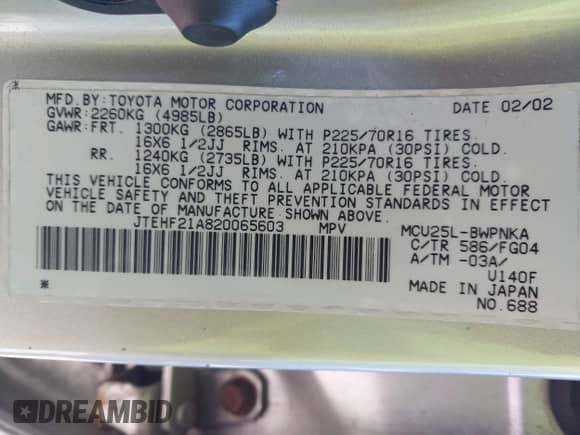 MFD.BY:TOYOTA MOTOR CORPORATION DATE 02/02
GVWR:2260KG (4985LB)
GAWR:FRT. 1300KG (2865LB) WITH P225/70R16 TIRES.
16X6 1/2JJ RIMS. AT 210KPA (30PSI) COLD.
RR. 1240KG (2735LB) WITH P225/70R16 TIRES.
16X6 1/2JJ RIMS. AT 210KPA (30PSI) COLD.
THIS VEHICLE CONFORMS TO ALL APPLICABLE FEDERAL MOTOR
VEHICLE SAFETY AND THEFT PREVENTION STANDARDS IN EFFECT
ON THE DATE OF MANUFACTURE SHOWN ABOVE.
JTEHF21A820065603 MPV MCU25L-BWPNKA
C/TR 586/FG04
A/TM -03A/
U140F
MADE IN JAPAN
NO.688
DREAMBID